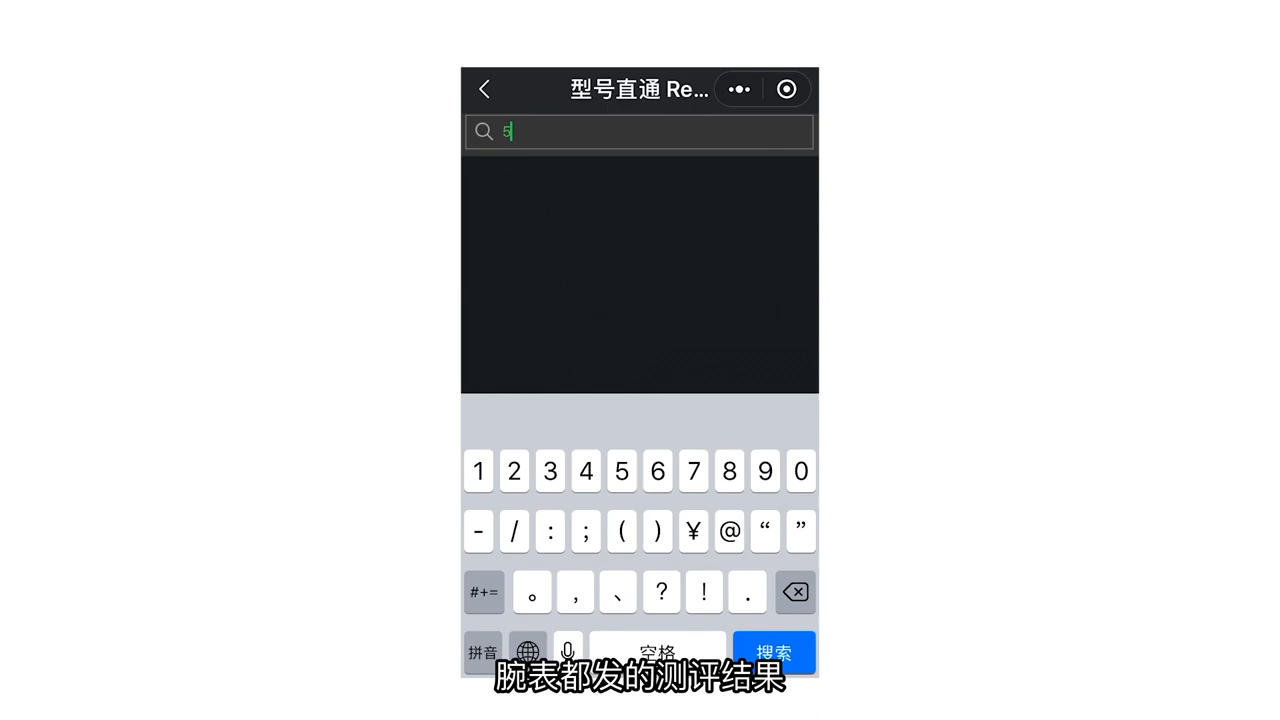 型号直通 Re...
5
1 2 3 4 5 6 7 8 9 0
- / : ; ( ) ¥ @ “ ”
#+= 。 , 、 ? ! .
拼音 空格 搜索
腕表都发的测评结果